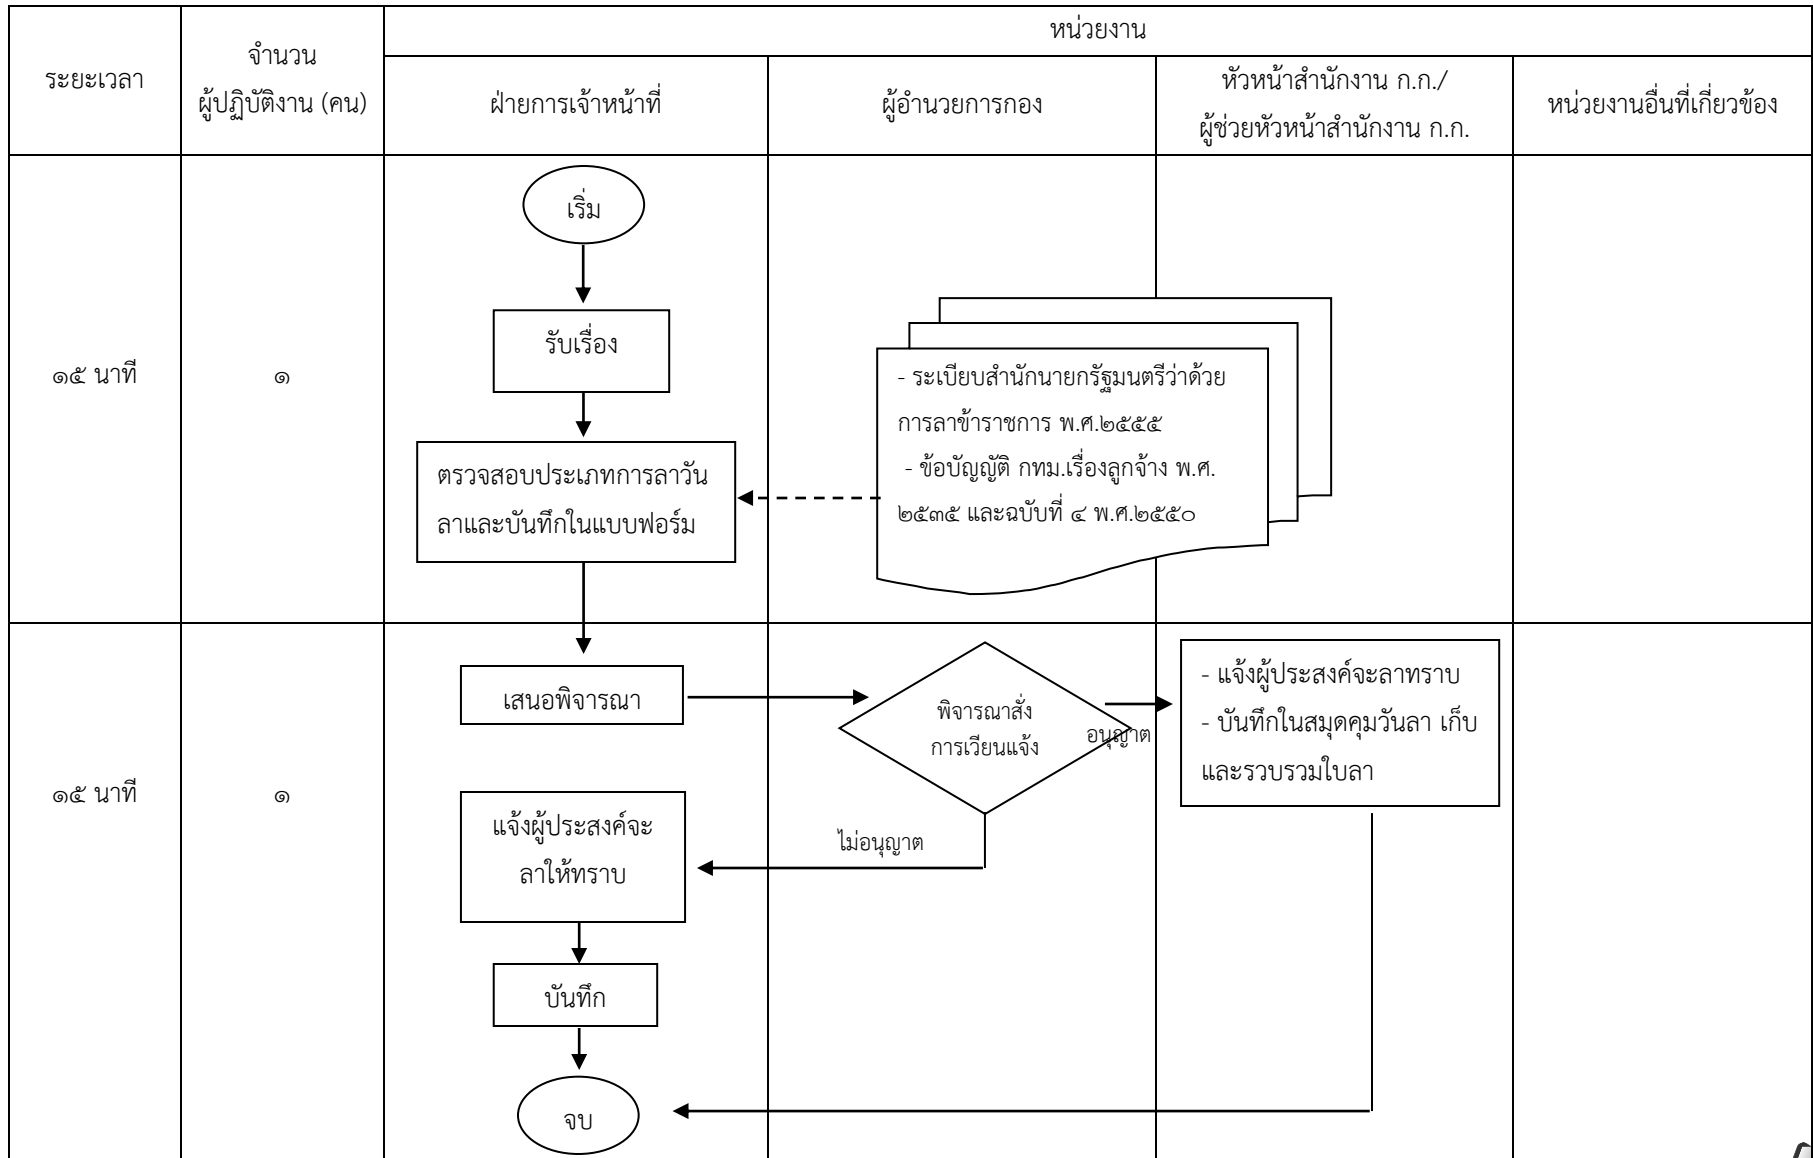 หน่วยงาน
ระยะเวลา
จำนวน
ผู้ปฏิบัติงาน (คน)
ฝ่ายการเจ้าหน้าที่
ผู้อำนวยการกอง
หัวหน้าสำนักงาน ก.ก./
ผู้ช่วยหัวหน้าสำนักงาน ก.ก.
หน่วยงานอื่นที่เกี่ยวข้อง
เริ่ม
รับเรื่อง
๑๕ นาที
๑
- ระเบียบสำนักนายกรัฐมนตรีว่าด้วย
การลาข้าราชการ พ.ศ.๒๕๕๕
- ข้อบัญญัติ กทม.เรื่องลูกจ้าง พ.ศ.
๒๕๓๕ และฉบับที่ ๔ พ.ศ.๒๕๕๐
ตรวจสอบประเภทการลาวัน
ลาและบันทึกในแบบฟอร์ม
เสนอพิจารณา
พิจารณาสั่ง
การเวียนแจ้ง
อนุญาต
- แจ้งผู้ประสงค์จะลาทราบ
- บันทึกในสมุดคุมวันลา เก็บ
และรวบรวมใบลา
๑๕ นาที
๑
ไม่อนุญาต
แจ้งผู้ประสงค์จะ
ลาให้ทราบ
บันทึก
จบ